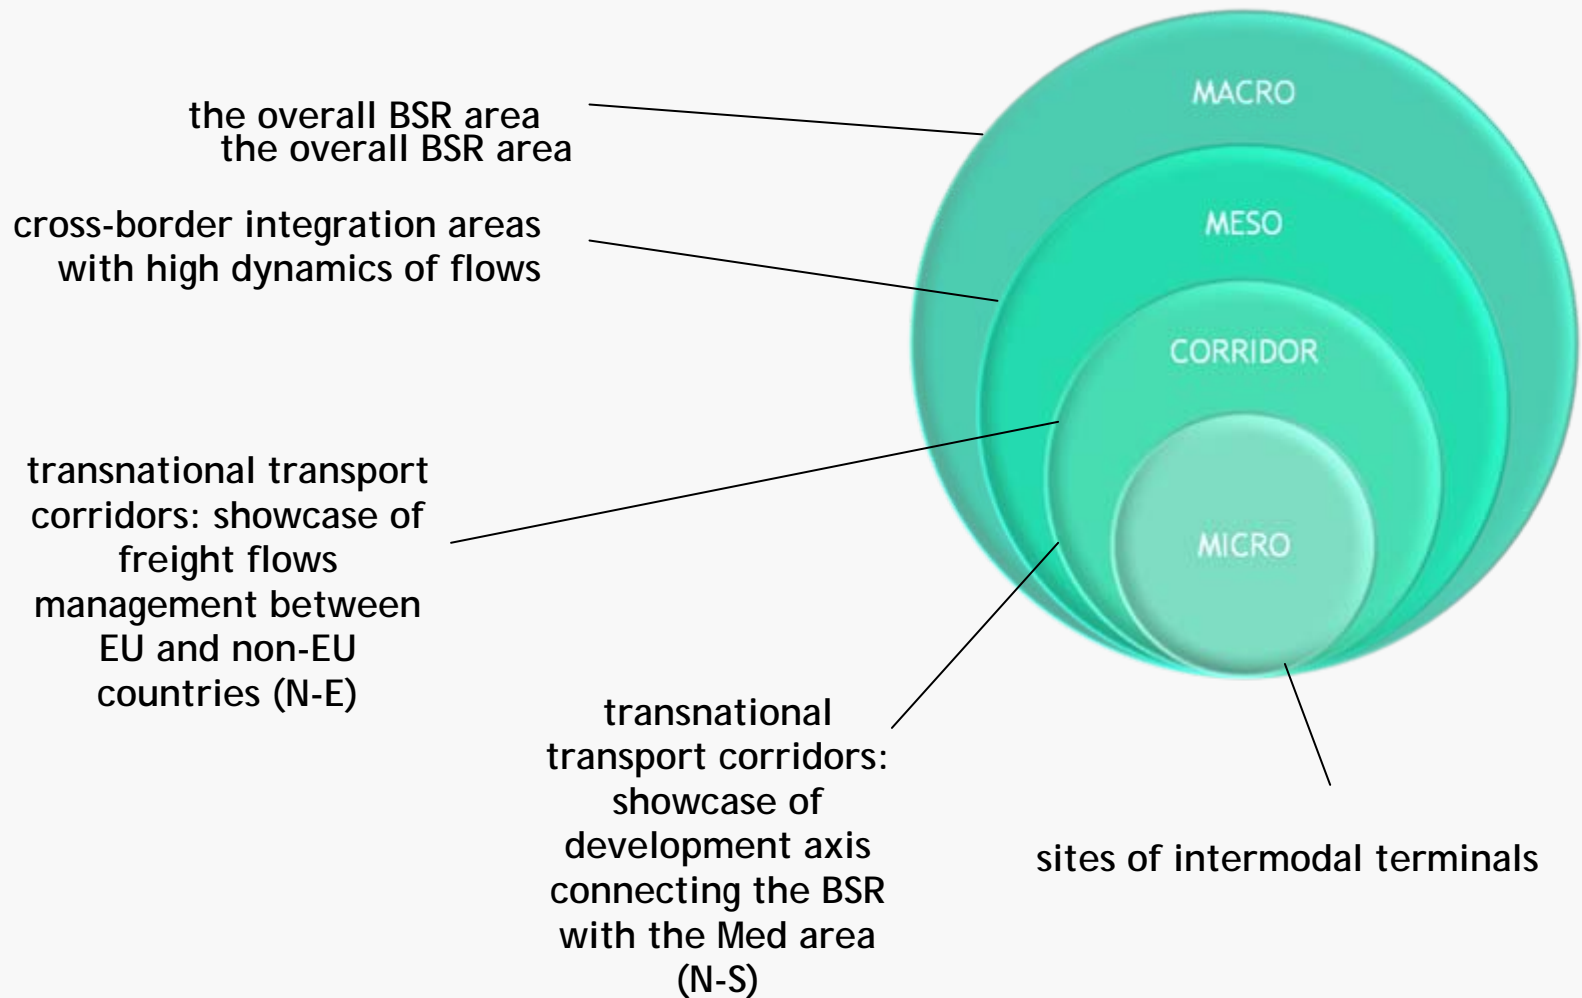 the overall BSR area
the overall BSR area
cross-border integration areas
with high dynamics of flows
transnational transport
corridors: showcase of
freight flows
management between
EU and non-EU
countries (N-E)
transnational
transport corridors:
showcase of
development axis
connecting the BSR
with the Med area
(N-S)
sites of intermodal terminals
MACRO
MESO
CORRIDOR
MICRO